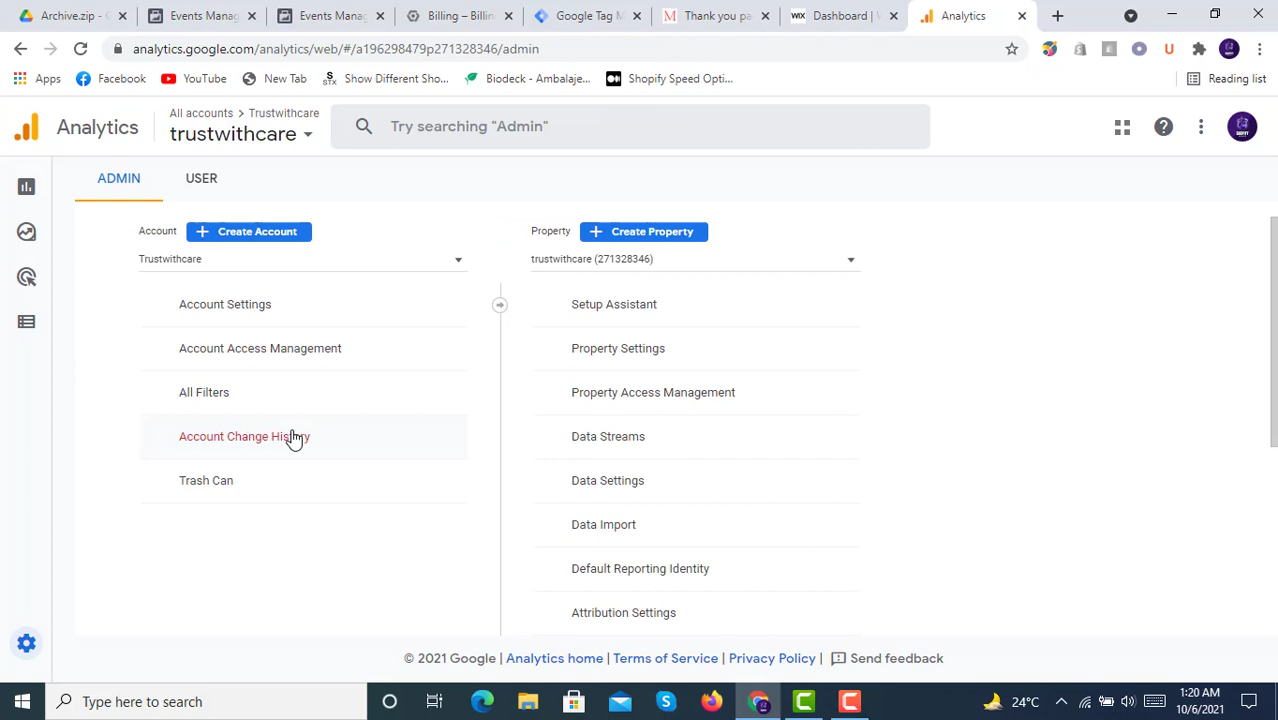 Archive.zip - G
Events Manag
Events Manag
Billing – Billin
Google Tag M
Thank you pa
WIX Dashboard | W
Analytics
analytics.google.com/analytics/web/#/a196298479p271328346/admin
Apps
Facebook
YouTube
New Tab
STX Show Different Sho...
Biodeck - Ambalaje...
Shopify Speed Opti...
Reading list
Analytics
All accounts > Trustwithcare
trustwithcare
Try searching "Admin"
ADMIN
USER
Account
+ Create Account
Property
+ Create Property
Trustwithcare
trustwithcare (271328346)
Account Settings
Setup Assistant
Account Access Management
Property Settings
All Filters
Property Access Management
Account Change History
Data Streams
Trash Can
Data Settings
Data Import
Default Reporting Identity
Attribution Settings
© 2021 Google | Analytics home | Terms of Service | Privacy Policy | Send feedback
Type here to search
24°C
1:20 AM
10/6/2021